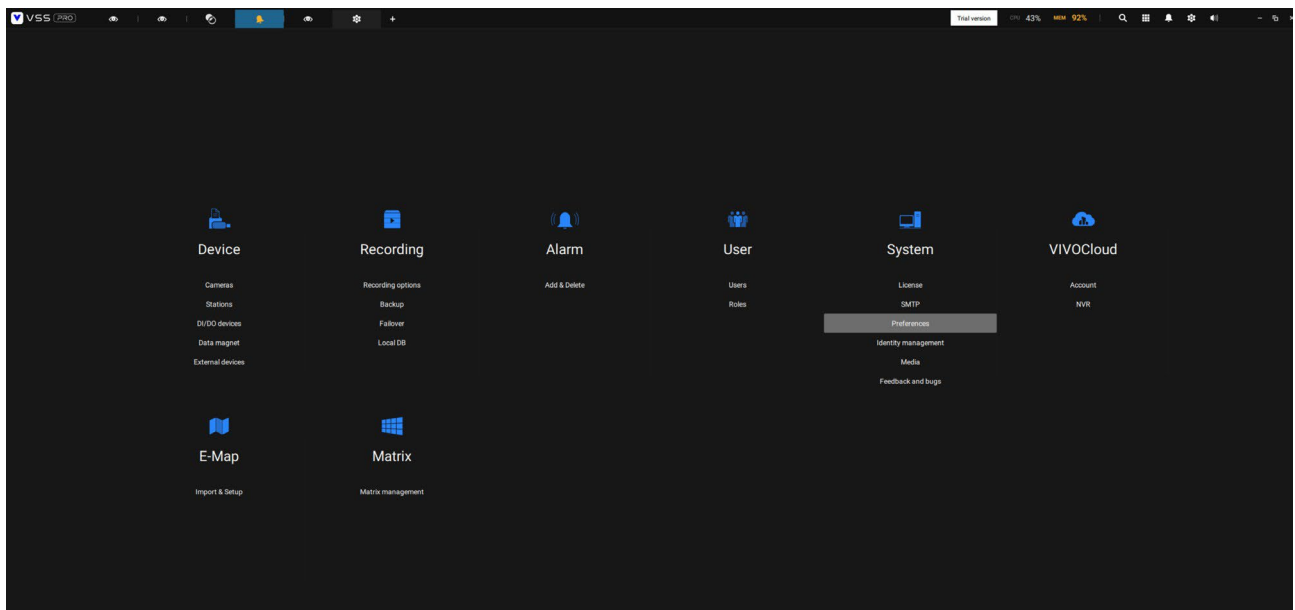 VSS PRO
+
Trial version CPU 43% MEM 92%
Device
Cameras
Stations
DI/DO devices
Data magnet
External devices
Recording
Recording options
Backup
Failover
Local DB
Alarm
Add & Delete
User
Users
Roles
System
License
SMTP
Preferences
Identity management
Media
Feedback and bugs
VIVOCloud
Account
NVR
E-Map
Import & Setup
Matrix
Matrix management